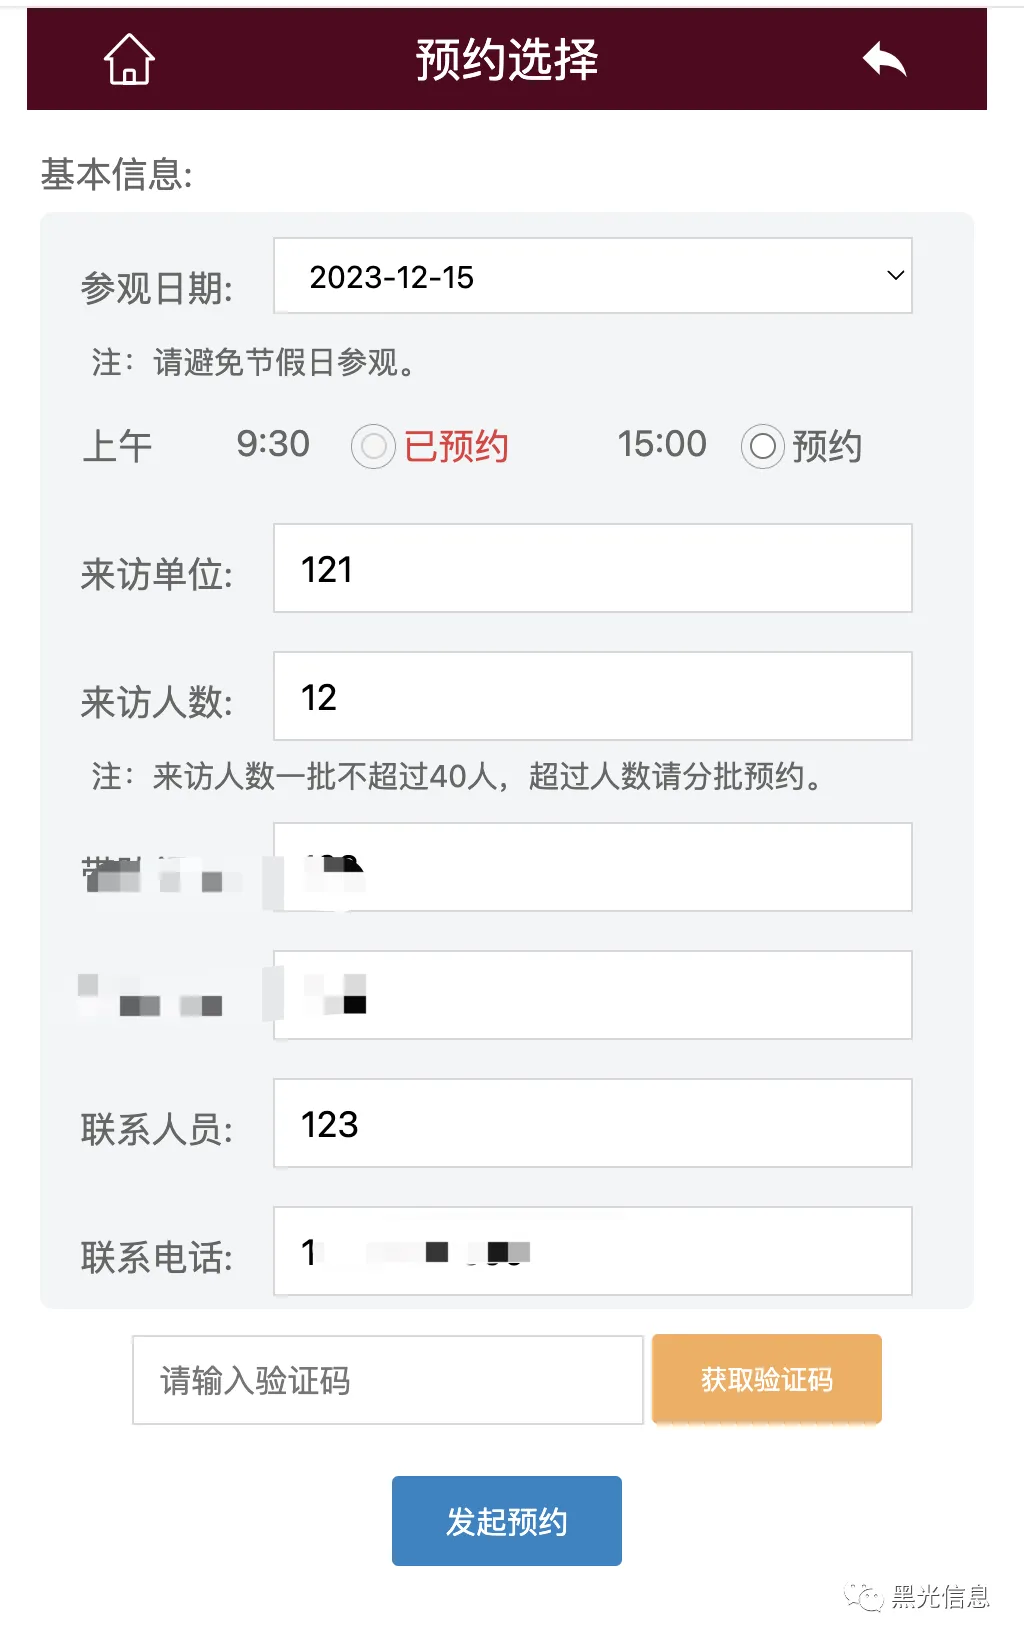 预约选择
基本信息:
参观日期: 2023-12-15
注：请避免节假日参观。
上午 9:30 已预约 15:00 预约
来访单位: 121
来访人数: 12
注：来访人数一批不超过40人，超过人数请分批预约。
联系人员: 123
联系电话: 1
请输入验证码 获取验证码
发起预约
黑光信息